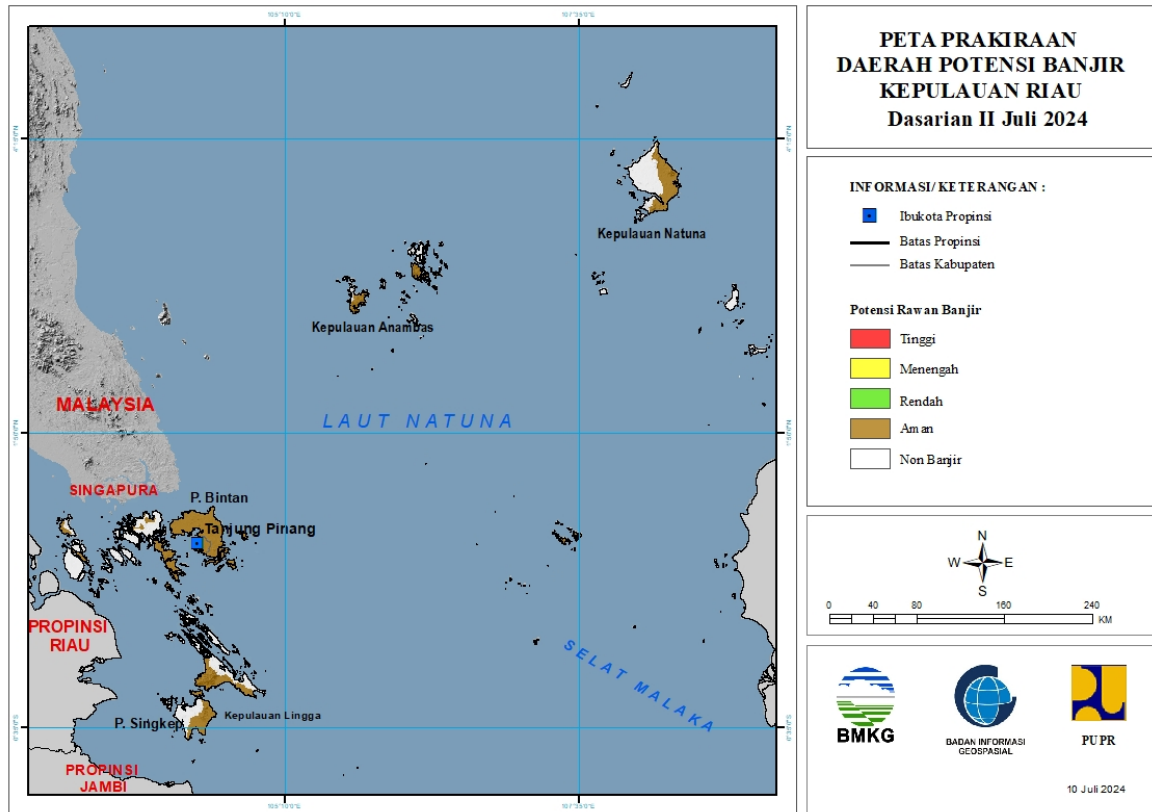 PETA PRAKIRAAN
DAERAH POTENSI BANJIR
KEPULAUAN RIAU
Dasarian II Juli 2024
INFORMASI/ KETERANGAN :
Ibukota Propinsi
Batas Propinsi
Batas Kabupaten
Potensi Rawan Banjir
Tinggi
Menengah
Rendah
Aman
Non Banjir
N
W E
S
0 40 80 160 240
KM
BMKG
BADAN INFORMASI
GEOSPASIAL
PUPR
10 Juli 2024
Kepulauan Natuna
Kepulauan Anambas
MALAYSIA
LAUT NATUNA
SINGAPURA
P. Bintan
Tanjung Pinang
PROPINSI
RIAU
SELAT MALAKA
Kepulauan Lingga
P. Singkep
PROPINSI
JAMBI